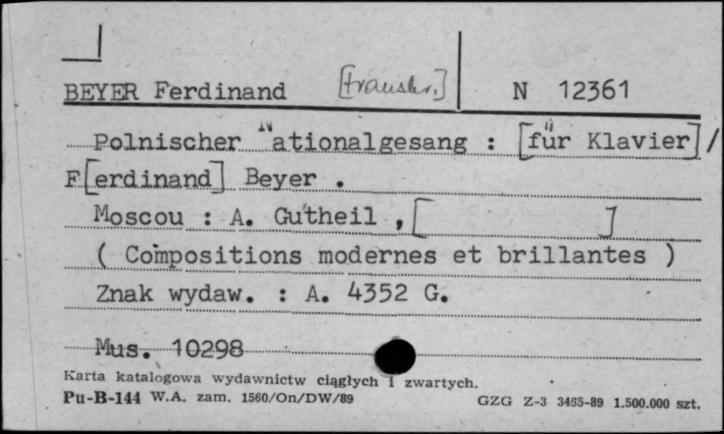 BEYER Ferdinand [transkr.] N 12361
Polnischer Nationalgesang : [für Klavier] /
F[erdinand] Beyer .
Moscou : A. Gutheil , [ ]
( Compositions modernes et brillantes )
Znak wydaw. : A. 4352 G.
Mus. 10298
Karta katalogowa wydawnictw ciągłych i zwartych.
Pu-B-144 W.A. zam. 1560/On/DW/89 GZG Z-3 3465-89 1.500.000 szt.